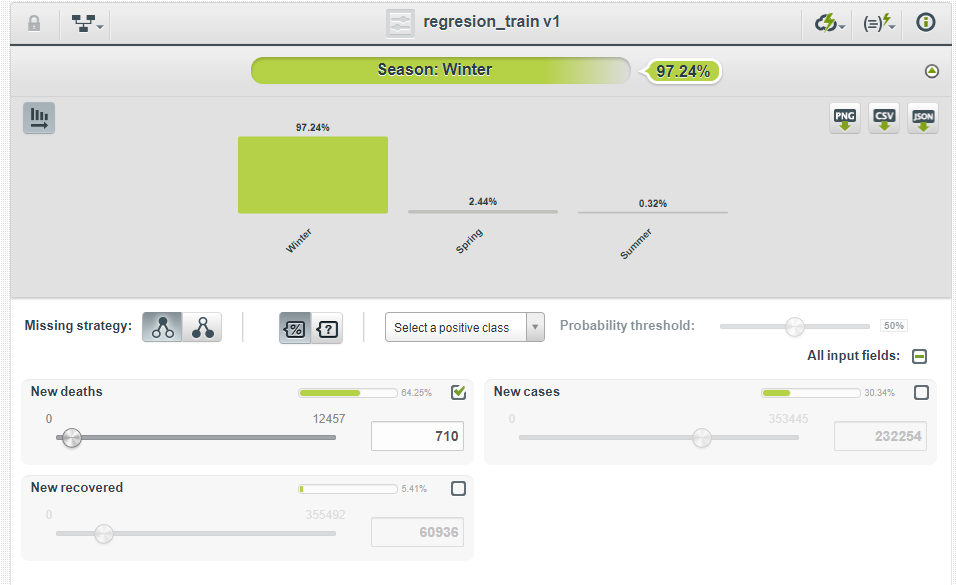 regresion_train v1
Season: Winter
97.24%
PNG
CSV
JSON
97.24%
2.44%
0.32%
Winter
Spring
Summer
Missing strategy:
%
?
Select a positive class
Probability threshold:
50%
All input fields:
New deaths
64.25%
0
12457
710
New cases
30.34%
0
353445
232254
New recovered
5.41%
0
355492
60936